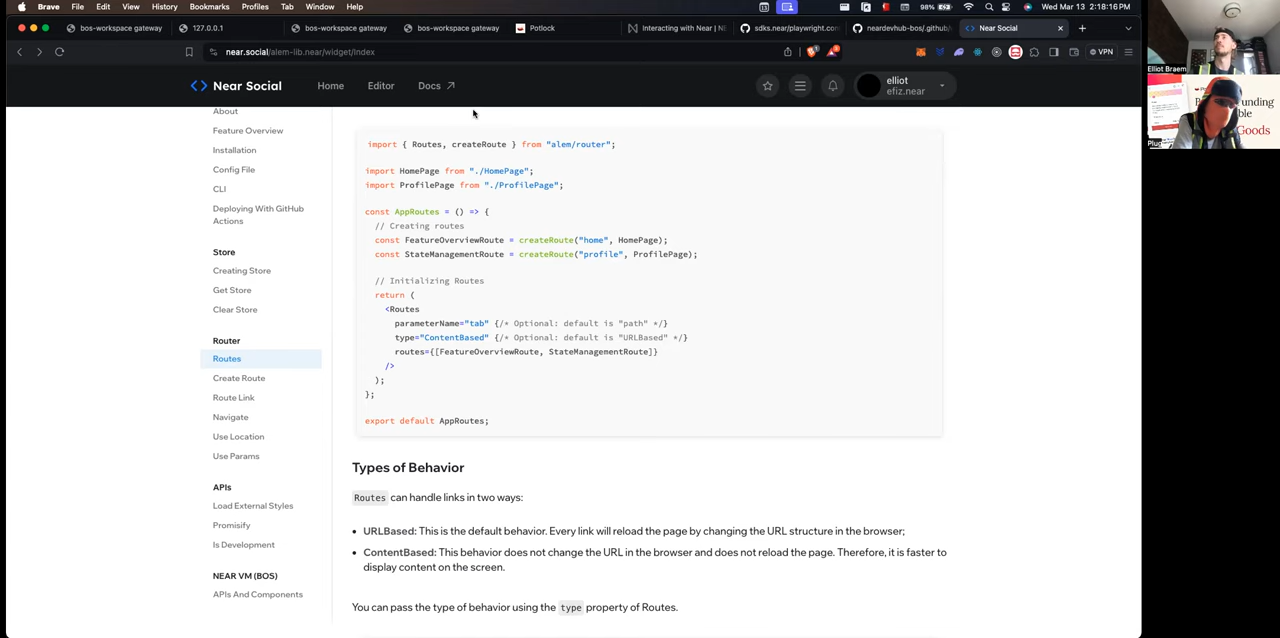 Brave File Edit View History Bookmarks Profiles Tab Window Help
98% Wed Mar 13 2:18:16 PM
bos-workspace gateway 127.0.0.1 bos-workspace gateway bos-workspace gateway Potlock Interacting with Near | NE sdks.near/playwright.con neardevhub-bos/.github/ Near Social
near.social/alem-lib.near/widget/Index
VPN
Near Social Home Editor Docs
elliot
efiz.near
About
Feature Overview
Installation
Config File
CLI
Deploying With GitHub
Actions
Store
Creating Store
Get Store
Clear Store
Router
Routes
Create Route
Route Link
Navigate
Use Location
Use Params
APIs
Load External Styles
Promisify
Is Development
NEAR VM (BOS)
APIs And Components
import { Routes, createRoute } from "alem/router";
import HomePage from "./HomePage";
import ProfilePage from "./ProfilePage";
const AppRoutes = () => {
// Creating routes
const FeatureOverviewRoute = createRoute("home", HomePage);
const StateManagementRoute = createRoute("profile", ProfilePage);
// Initializing Routes
return (
<Routes
parameterName="tab" {/* Optional: default is "path" */}
type="ContentBased" {/* Optional: default is "URLBased" */}
routes={[FeatureOverviewRoute, StateManagementRoute]}
/>
);
};
export default AppRoutes;
Types of Behavior
Routes can handle links in two ways:
• URLBased: This is the default behavior. Every link will reload the page by changing the URL structure in the browser;
• ContentBased: This behavior does not change the URL in the browser and does not reload the page. Therefore, it is faster to
display content on the screen.
You can pass the type of behavior using the type property of Routes.
Elliot Braem
unding
ble
Goods
Plug